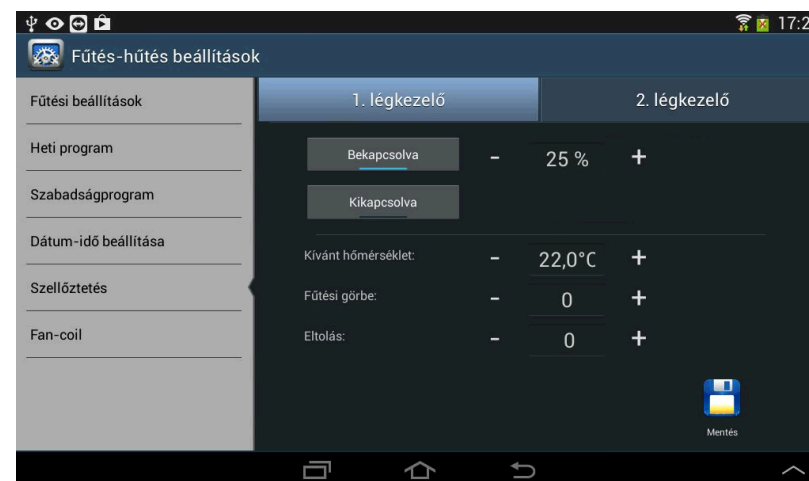 17:2
Fűtés-hűtés beállítások
Fűtési beállítások
Heti program
Szabadságprogram
Dátum-idő beállítása
Szellőztetés
Fan-coil
1. légkezelő
2. légkezelő
Bekapcsolva
- 25 % +
Kikapcsolva
Kívánt hőmérséklet: - 22,0°C +
Fűtési görbe: - 0 +
Eltolás: - 0 +
Mentés